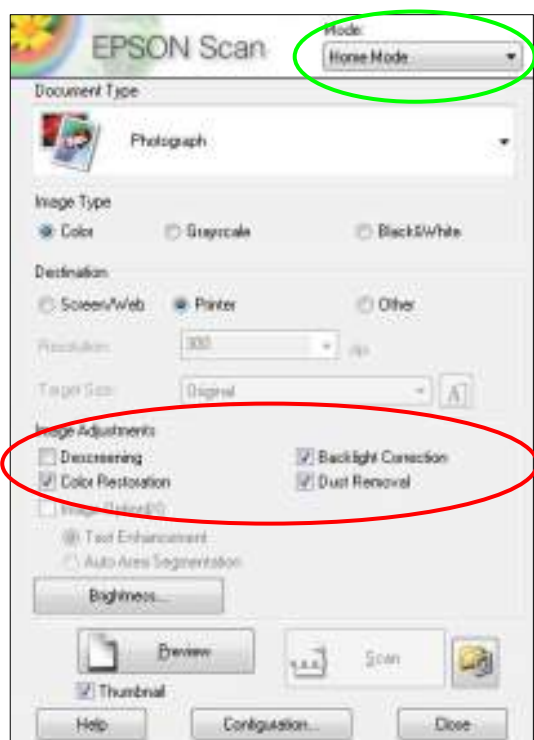 EPSON Scan
Mode:
Home Mode
Document Type
Photograph
Image Type
Color Grayscale Black&White
Destination
Screen/Web Printer Other
Resolution: 300 dpi
Target Size: Original
Image Adjustments
Descreening Backlight Correction
Color Restoration Dust Removal
Image Option(s)
Text Enhancement
Auto Area Segmentation
Brightness...
Preview Scan
Thumbnail
Help Configuration... Close